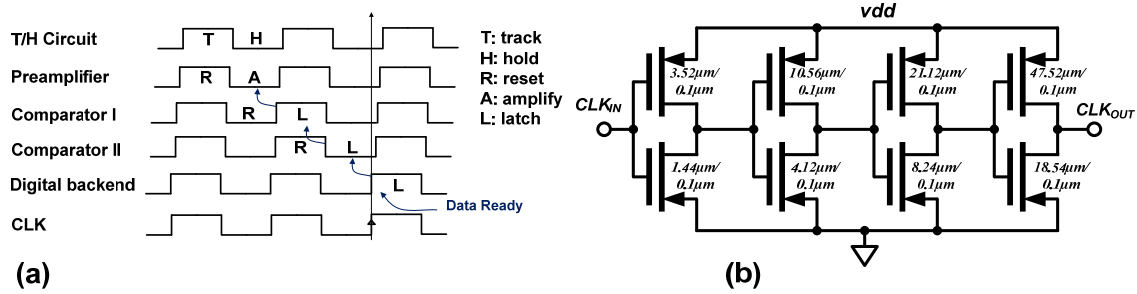 T/H Circuit
T H
T: track
H: hold
Preamplifier
R A
R: reset
A: amplify
Comparator I
R L
L: latch
Comparator II
R L
Digital backend
L
Data Ready
CLK
(a)
vdd
3.52μm/
0.1μm
10.56μm/
0.1μm
21.12μm/
0.1μm
47.52μm/
0.1μm
CLKIN
CLKOUT
1.44μm/
0.1μm
4.12μm/
0.1μm
8.24μm/
0.1μm
18.54μm/
0.1μm
(b)